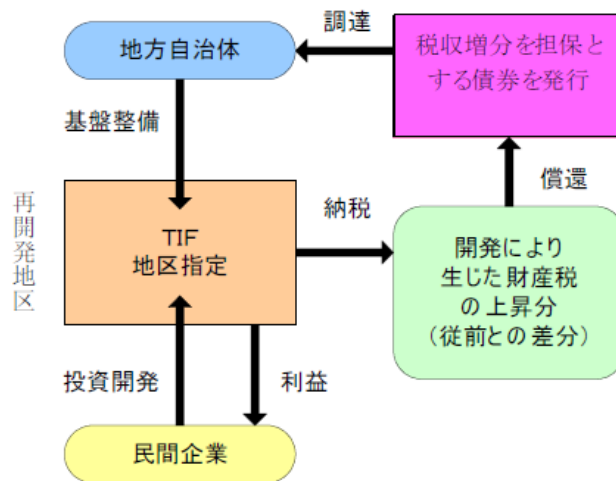 地方自治体
調達
税収増分を担保と
する債券を発行
基盤整備
償還
再開発地区
TIF
地区指定
納税
開発により
生じた財産税
の上昇分
（従前との差分）
投資開発
利益
民間企業